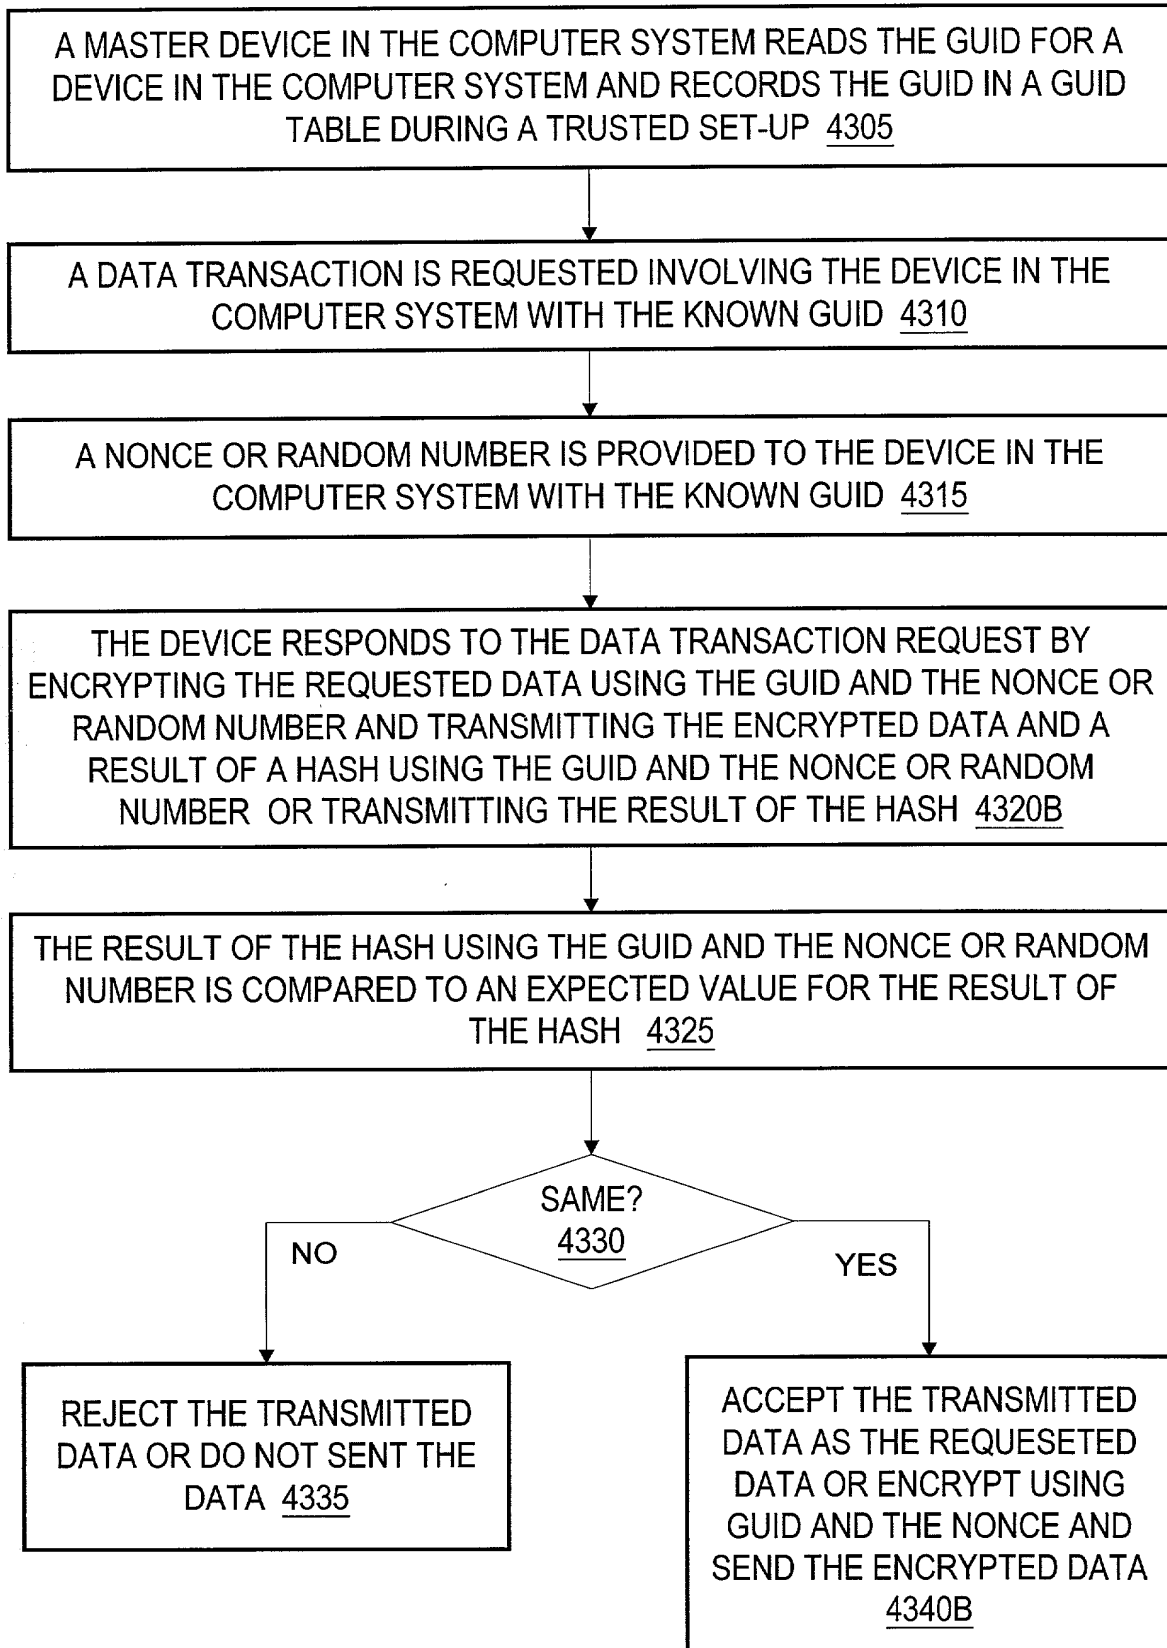 A MASTER DEVICE IN THE COMPUTER SYSTEM READS THE GUID FOR A
DEVICE IN THE COMPUTER SYSTEM AND RECORDS THE GUID IN A GUID
TABLE DURING A TRUSTED SET-UP 4305
A DATA TRANSACTION IS REQUESTED INVOLVING THE DEVICE IN THE
COMPUTER SYSTEM WITH THE KNOWN GUID 4310
A NONCE OR RANDOM NUMBER IS PROVIDED TO THE DEVICE IN THE
COMPUTER SYSTEM WITH THE KNOWN GUID 4315
THE DEVICE RESPONDS TO THE DATA TRANSACTION REQUEST BY
ENCRYPTING THE REQUESTED DATA USING THE GUID AND THE NONCE OR
RANDOM NUMBER AND TRANSMITTING THE ENCRYPTED DATA AND A
RESULT OF A HASH USING THE GUID AND THE NONCE OR RANDOM
NUMBER OR TRANSMITTING THE RESULT OF THE HASH 4320B
THE RESULT OF THE HASH USING THE GUID AND THE NONCE OR RANDOM
NUMBER IS COMPARED TO AN EXPECTED VALUE FOR THE RESULT OF
THE HASH 4325
SAME?
4330
NO
YES
REJECT THE TRANSMITTED
DATA OR DO NOT SENT THE
DATA 4335
ACCEPT THE TRANSMITTED
DATA AS THE REQUESETED
DATA OR ENCRYPT USING
GUID AND THE NONCE AND
SEND THE ENCRYPTED DATA
4340B